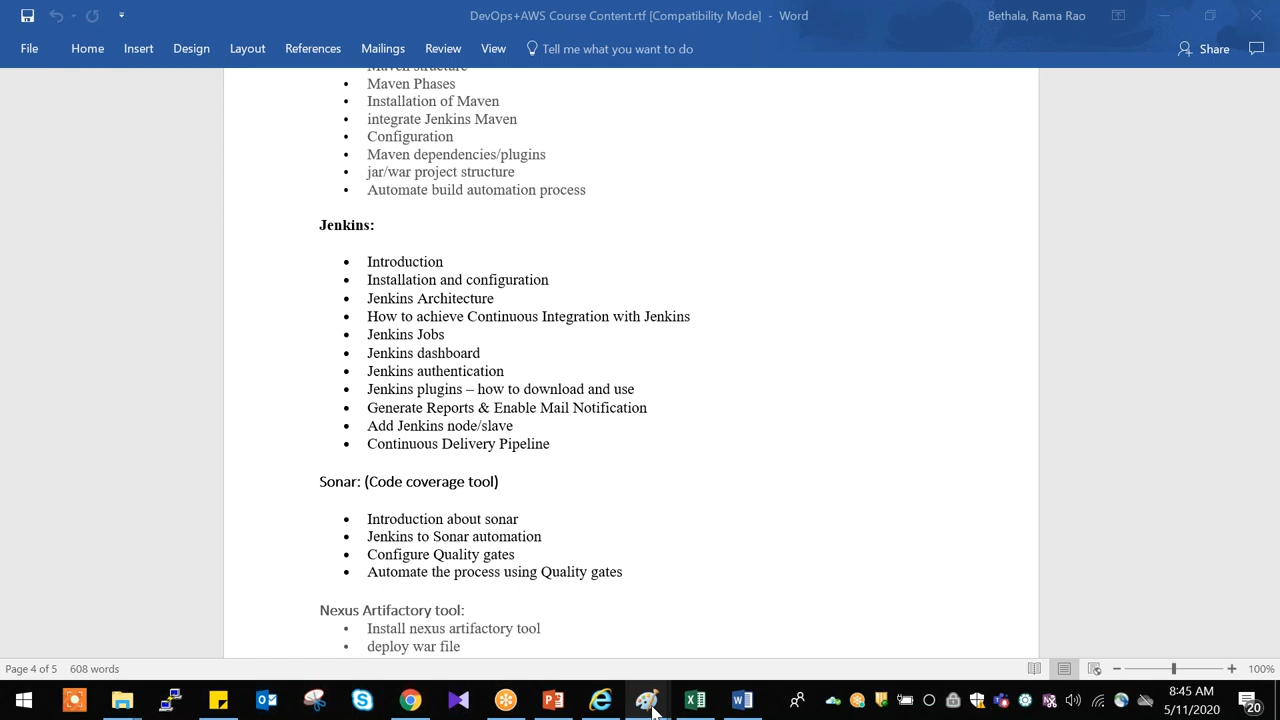 DevOps+AWS Course Content.rtf [Compatibility Mode] - Word
Bethala, Rama Rao
File Home Insert Design Layout References Mailings Review View Tell me what you want to do Share
Maven structure
• Maven Phases
• Installation of Maven
• integrate Jenkins Maven
• Configuration
• Maven dependencies/plugins
• jar/war project structure
• Automate build automation process
Jenkins:
• Introduction
• Installation and configuration
• Jenkins Architecture
• How to achieve Continuous Integration with Jenkins
• Jenkins Jobs
• Jenkins dashboard
• Jenkins authentication
• Jenkins plugins – how to download and use
• Generate Reports & Enable Mail Notification
• Add Jenkins node/slave
• Continuous Delivery Pipeline
Sonar: (Code coverage tool)
• Introduction about sonar
• Jenkins to Sonar automation
• Configure Quality gates
• Automate the process using Quality gates
Nexus Artifactory tool:
• Install nexus artifactory tool
• deploy war file
Page 4 of 5 608 words 100%
8:45 AM
5/11/2020
20